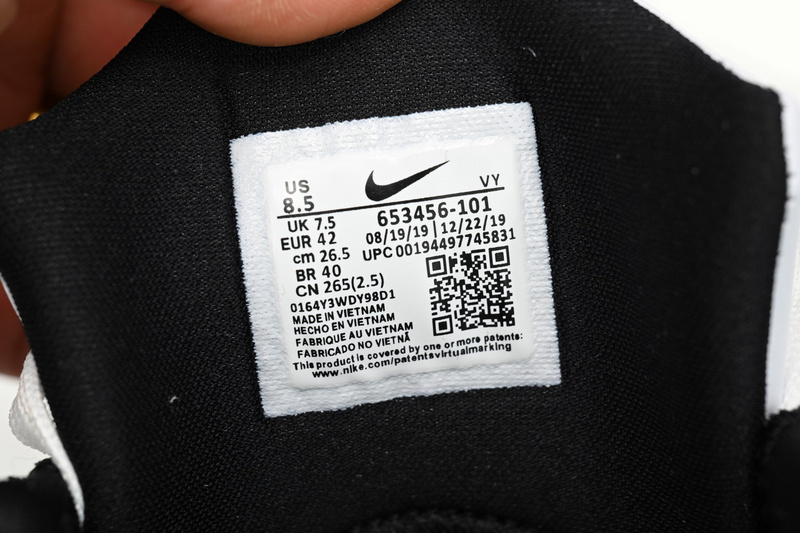 US
8.5
VY
UK 7.5
653456-101
EUR 42
08/19/19 | 12/22/19
cm 26.5
UPC 00194497745831
BR 40
CN 265(2.5)
0164Y3WDY98D1
MADE IN VIETNAM
HECHO EN VIETNAM
FABRIQUE AU VIETNAM
FABRICADO NO VIETNÃ
This product is covered by one or more patents:
www.nike.com/patentsvirtualmarking